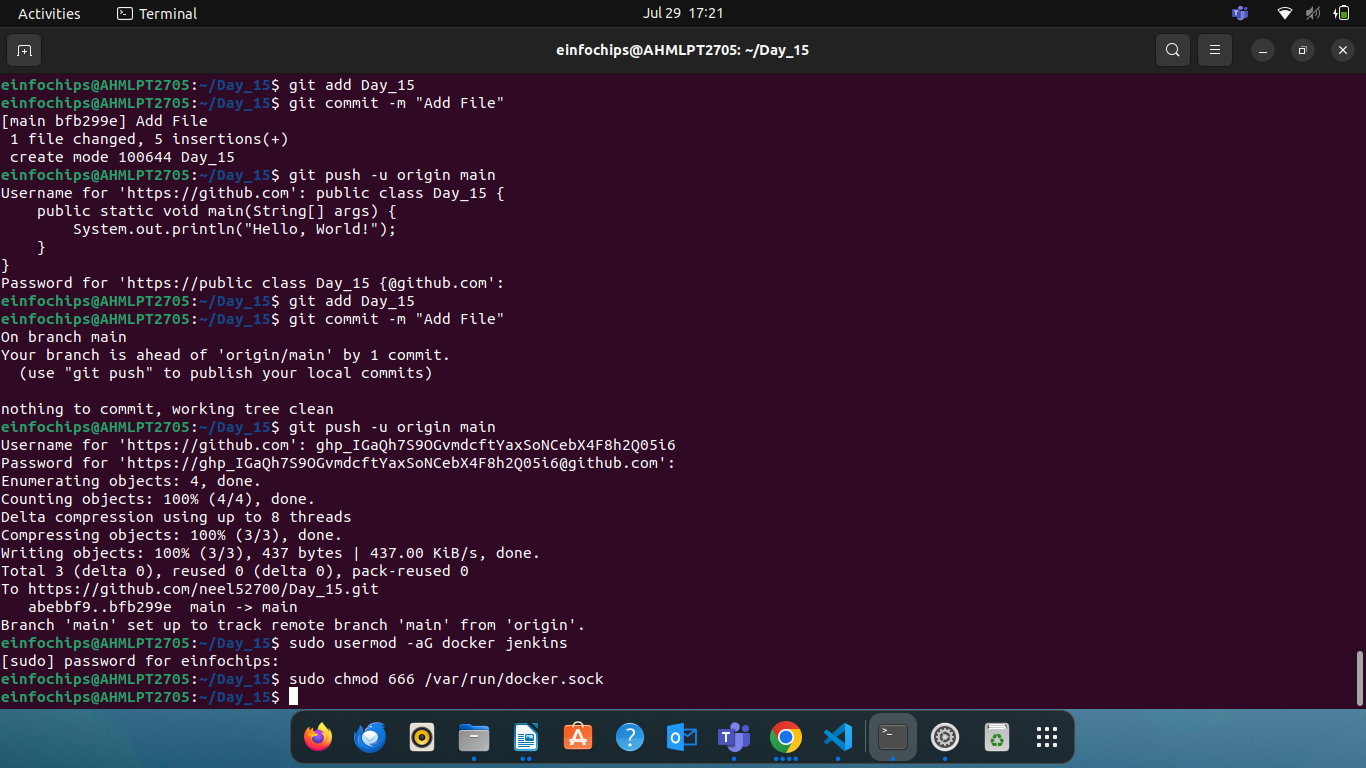 Activities
Terminal
Jul 29 17:21
einfochips@AHMLPT2705: ~/Day_15
einfochips@AHMLPT2705:~/Day_15$ git add Day_15
einfochips@AHMLPT2705:~/Day_15$ git commit -m "Add File"
[main bfb299e] Add File
 1 file changed, 5 insertions(+)
 create mode 100644 Day_15
einfochips@AHMLPT2705:~/Day_15$ git push -u origin main
Username for 'https://github.com': public class Day_15 {
    public static void main(String[] args) {
        System.out.println("Hello, World!");
    }
}
Password for 'https://public class Day_15 {@github.com':
einfochips@AHMLPT2705:~/Day_15$ git add Day_15
einfochips@AHMLPT2705:~/Day_15$ git commit -m "Add File"
On branch main
Your branch is ahead of 'origin/main' by 1 commit.
  (use "git push" to publish your local commits)

nothing to commit, working tree clean
einfochips@AHMLPT2705:~/Day_15$ git push -u origin main
Username for 'https://github.com': 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
Password for 'https://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@github.com':
Enumerating objects: 4, done.
Counting objects: 100% (4/4), done.
Delta compression using up to 8 threads
Compressing objects: 100% (3/3), done.
Writing objects: 100% (3/3), 437 bytes | 437.00 KiB/s, done.
Total 3 (delta 0), reused 0 (delta 0), pack-reused 0
To https://github.com/neel52700/Day_15.git
   abebbf9..bfb299e  main -> main
Branch 'main' set up to track remote branch 'main' from 'origin'.
einfochips@AHMLPT2705:~/Day_15$ sudo usermod -aG docker jenkins
[sudo] password for einfochips:
einfochips@AHMLPT2705:~/Day_15$ sudo chmod 666 /var/run/docker.sock
einfochips@AHMLPT2705:~/Day_15$